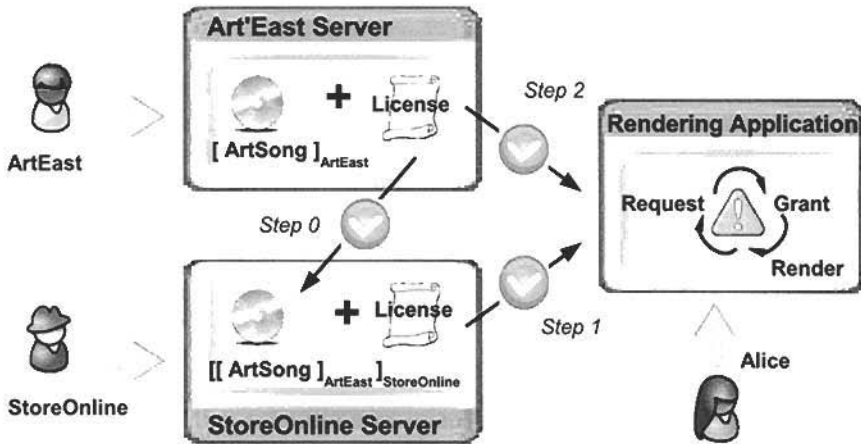 Art'East Server
License
[ ArtSong ]ArtEast
ArtEast
Step 2
Rendering Application
Request
Grant
Render
Step 0
License
[[ ArtSong ]ArtEast ]StoreOnline
StoreOnline
StoreOnline Server
Step 1
Alice